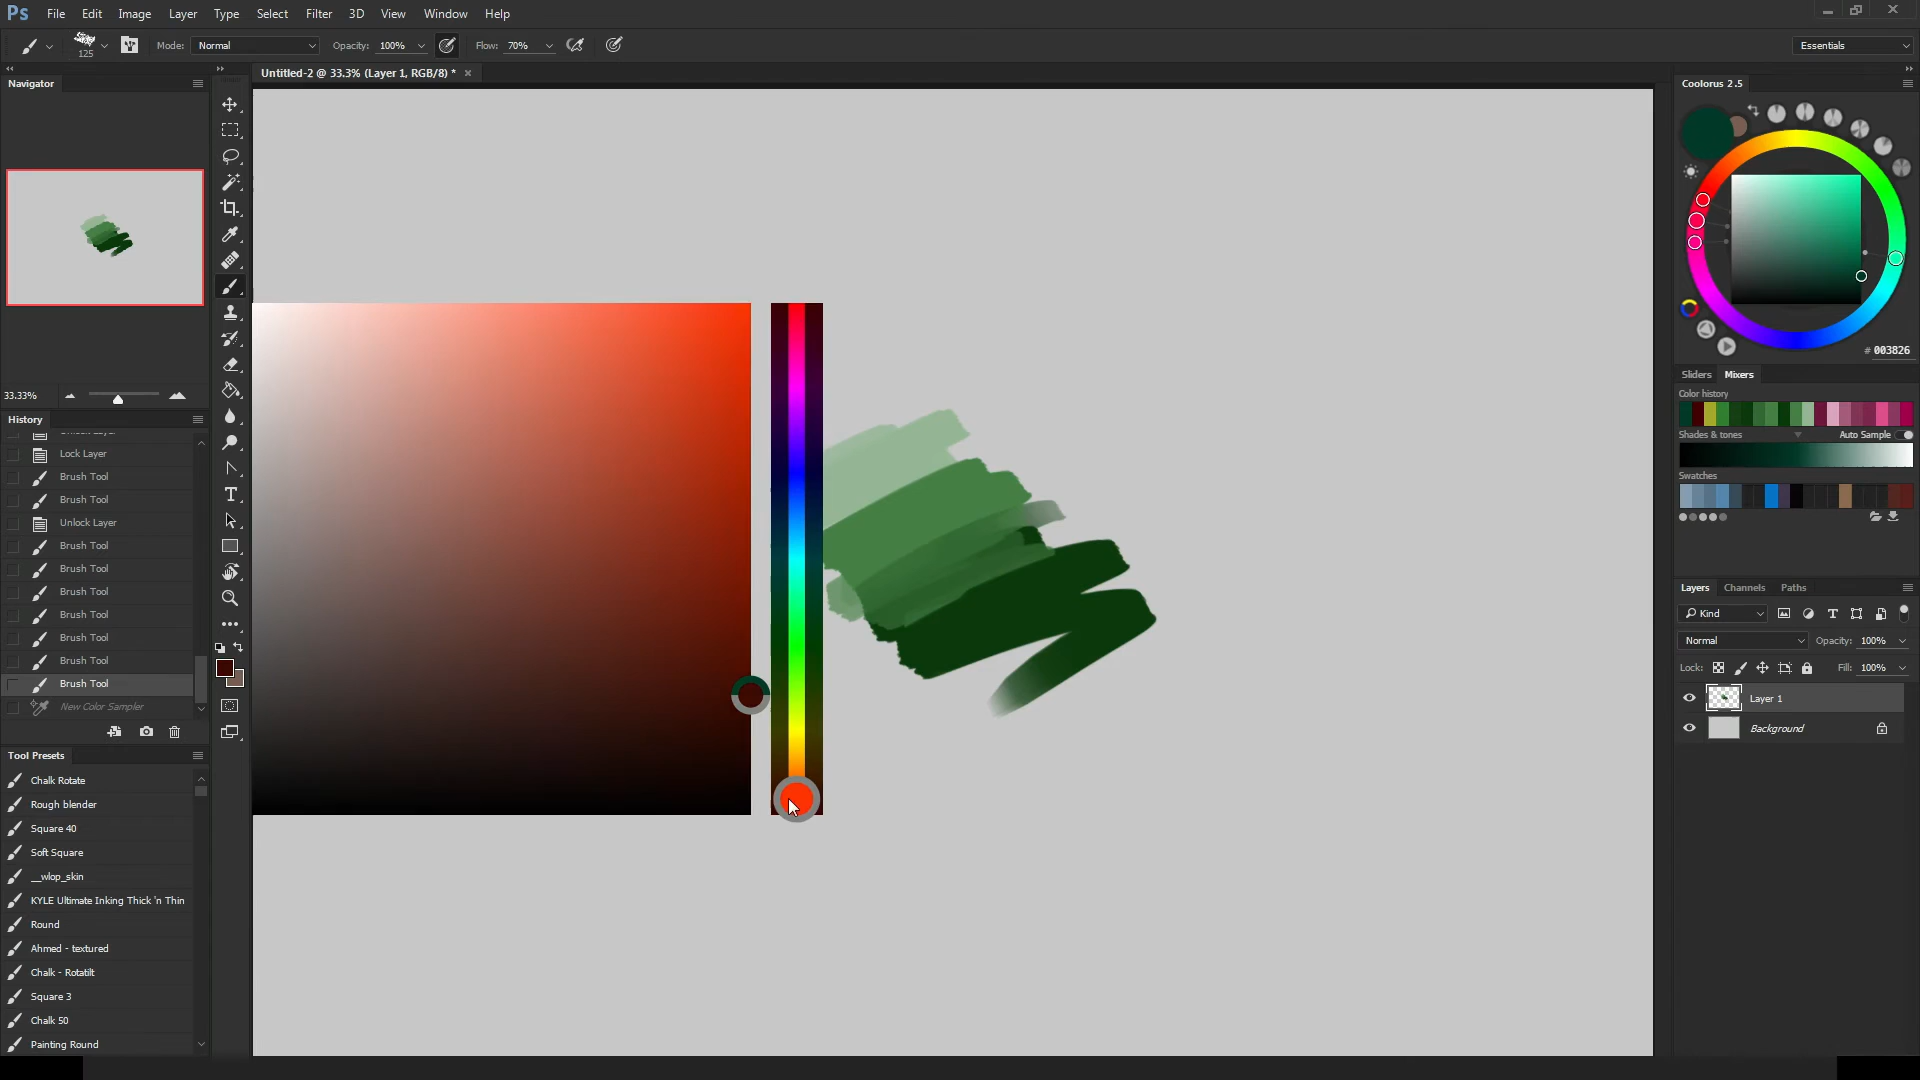 Ps File Edit Image Layer Type Select Filter 3D View Window Help
125 Mode: Normal Opacity: 100% Flow: 70% Essentials
Untitled-2 @ 33.3% (Layer 1, RGB/8) * ×
Navigator
33.33%
History
Lock Layer
Brush Tool
Brush Tool
Unlock Layer
Brush Tool
Brush Tool
Brush Tool
Brush Tool
Brush Tool
Brush Tool
Brush Tool
New Color Sampler
Tool Presets
Chalk Rotate
Rough blender
Square 40
Soft Square
__wlop_skin
KYLE Ultimate Inking Thick 'n Thin
Round
Ahmed - textured
Chalk - Rotatilt
Square 3
Chalk 50
Painting Round
Coolorus 2.5
# 003826
Sliders Mixers
Color history
Shades & tones Auto Sample
Swatches
Layers Channels Paths
Kind
Normal Opacity: 100%
Lock: Fill: 100%
Layer 1
Background